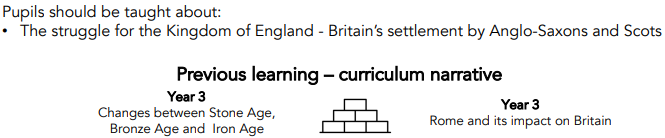 Pupils should be taught about:
• The struggle for the Kingdom of England - Britain's settlement by Anglo-Saxons and Scots
Previous learning – curriculum narrative
Year 3
Changes between Stone Age,
Bronze Age and Iron Age
Year 3
Rome and its impact on Britain